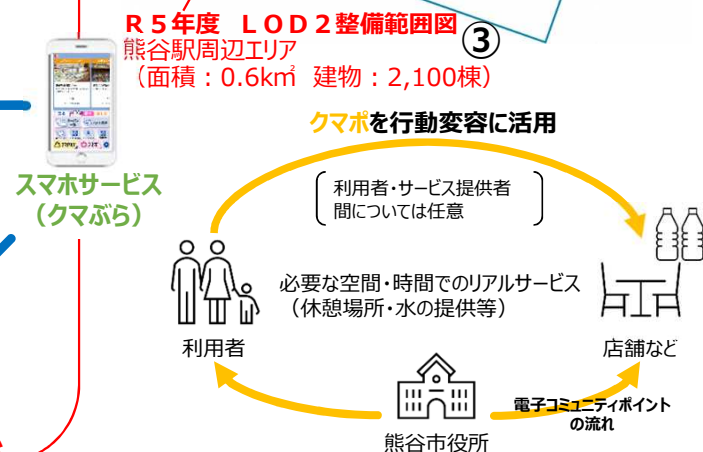 R5年度 LOD2整備範囲図
③
熊谷駅周辺エリア
（面積：0.6k㎡ 建物：2,100棟）
クマポを行動変容に活用
スマホサービス
（クマぶら）
利用者・サービス提供者
間については任意
必要な空間・時間でのリアルサービス
（休憩場所・水の提供等）
利用者
店舗など
電子コミュニティポイント
の流れ
熊谷市役所